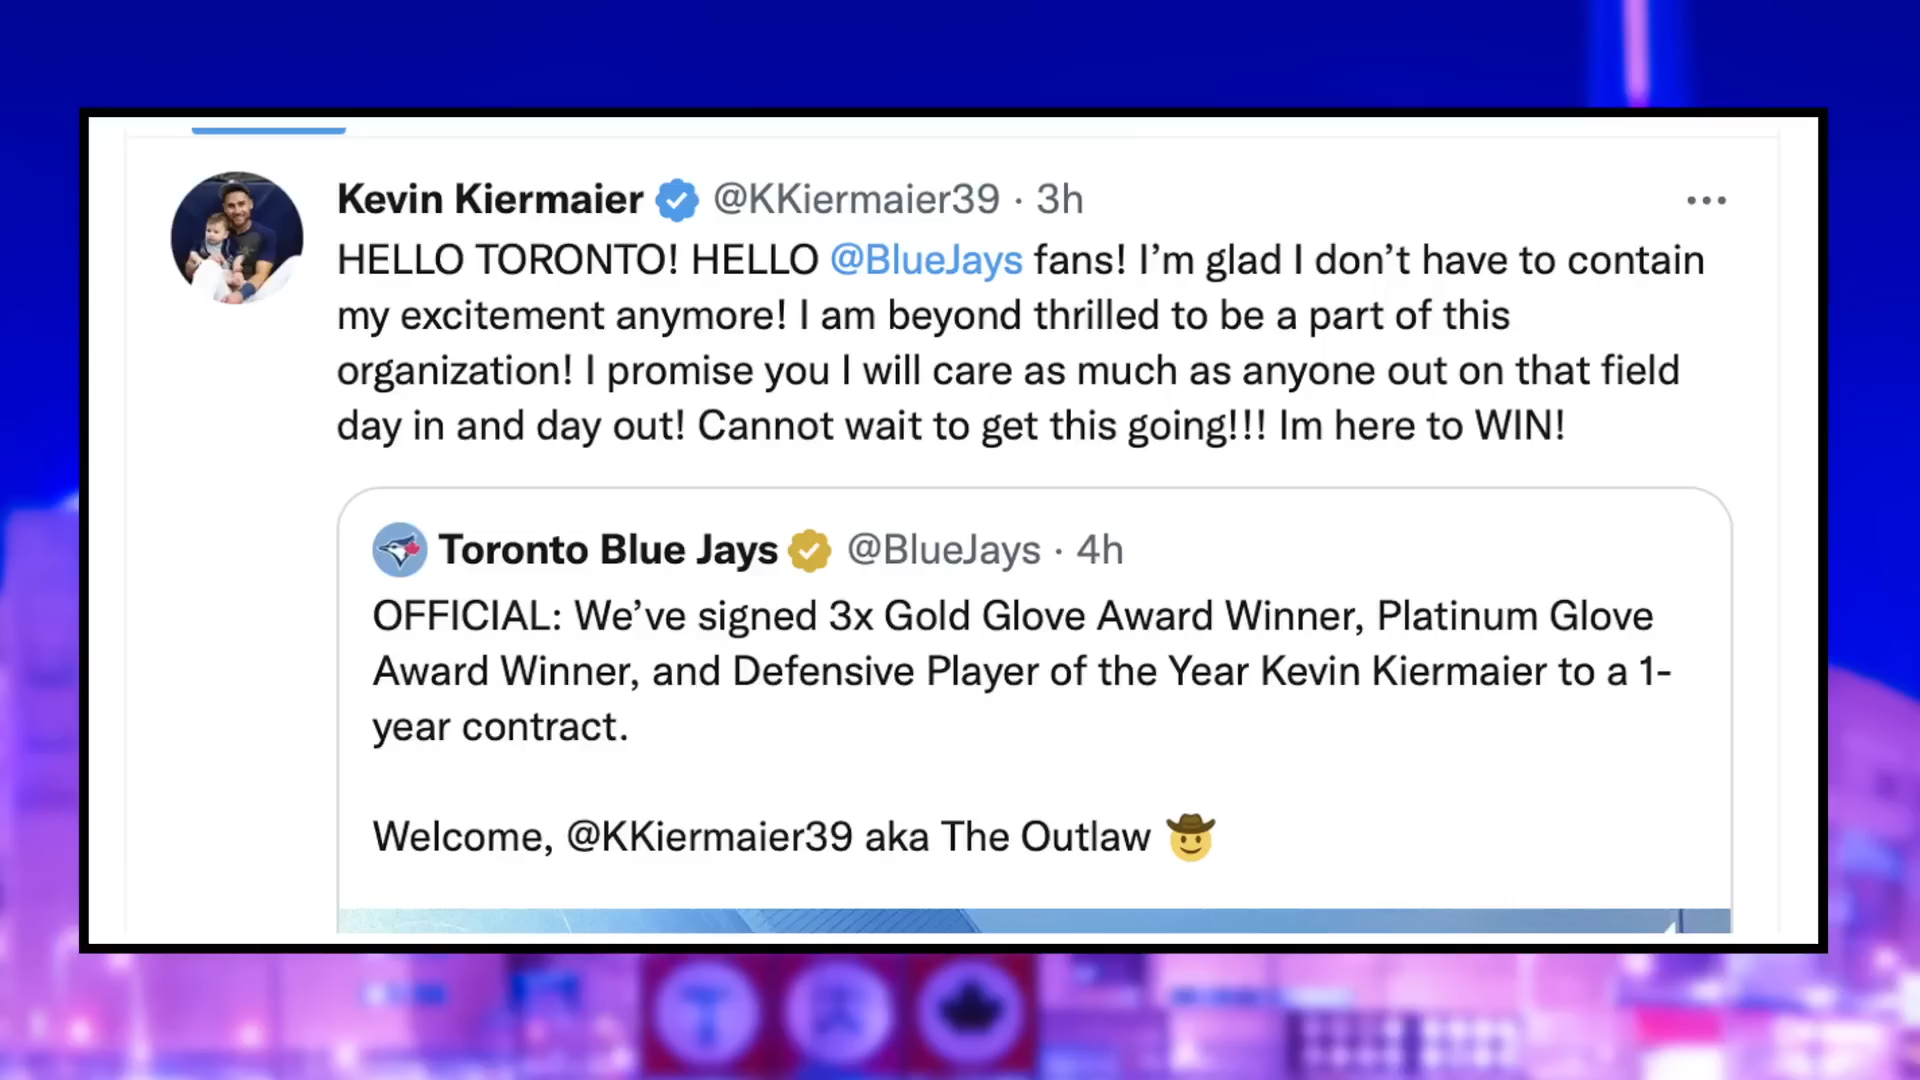 Kevin Kiermaier @KKiermaier39 · 3h
HELLO TORONTO! HELLO @BlueJays fans! I’m glad I don’t have to contain
my excitement anymore! I am beyond thrilled to be a part of this
organization! I promise you I will care as much as anyone out on that field
day in and day out! Cannot wait to get this going!!! Im here to WIN!
Toronto Blue Jays @BlueJays · 4h
OFFICIAL: We’ve signed 3x Gold Glove Award Winner, Platinum Glove
Award Winner, and Defensive Player of the Year Kevin Kiermaier to a 1-
year contract.
Welcome, @KKiermaier39 aka The Outlaw 🤠